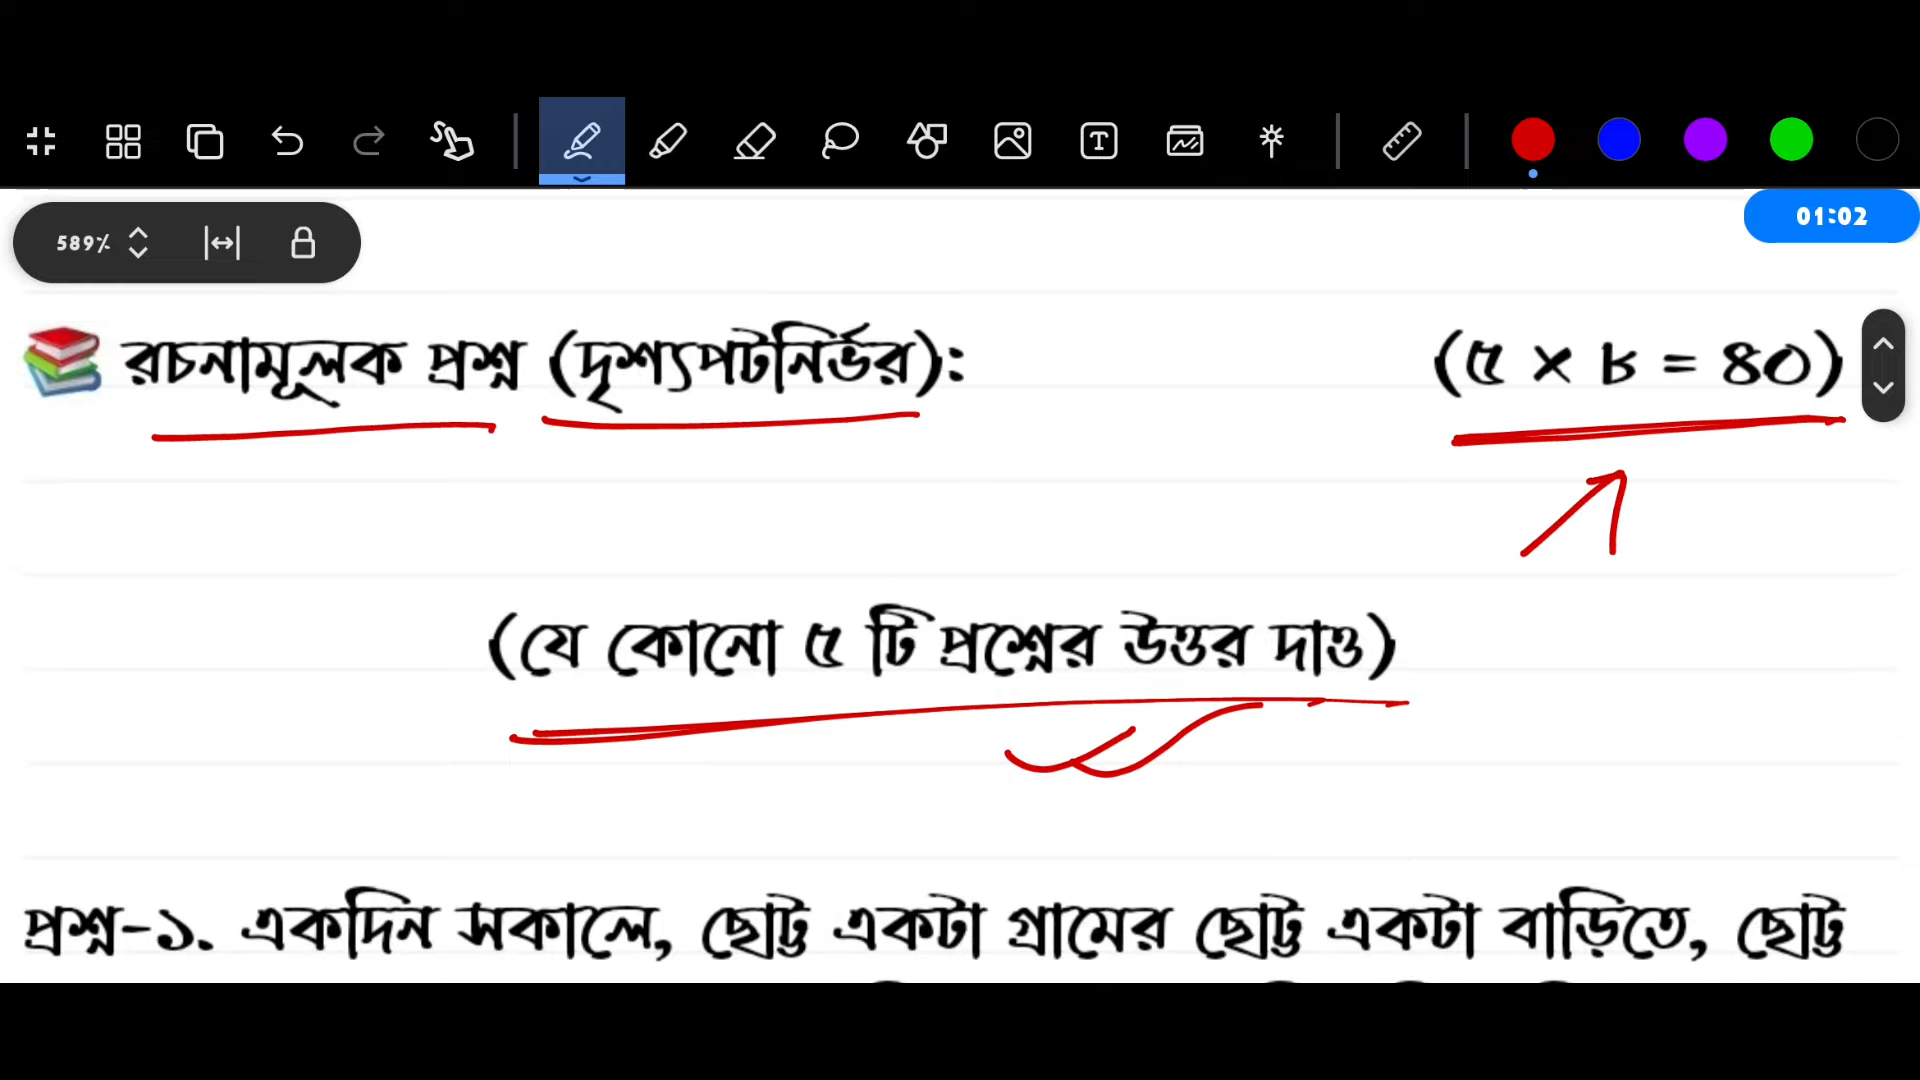 589%
01:02
রচনামূলক প্রশ্ন (দৃশ্যপটনির্ভর): (৫ × ৮ = ৪০)
(যে কোনো ৫ টি প্রশ্নের উত্তর দাও)
প্রশ্ন-১. একদিন সকালে, ছোট্ট একটা গ্রামের ছোট্ট একটা বাড়িতে, ছোট্ট